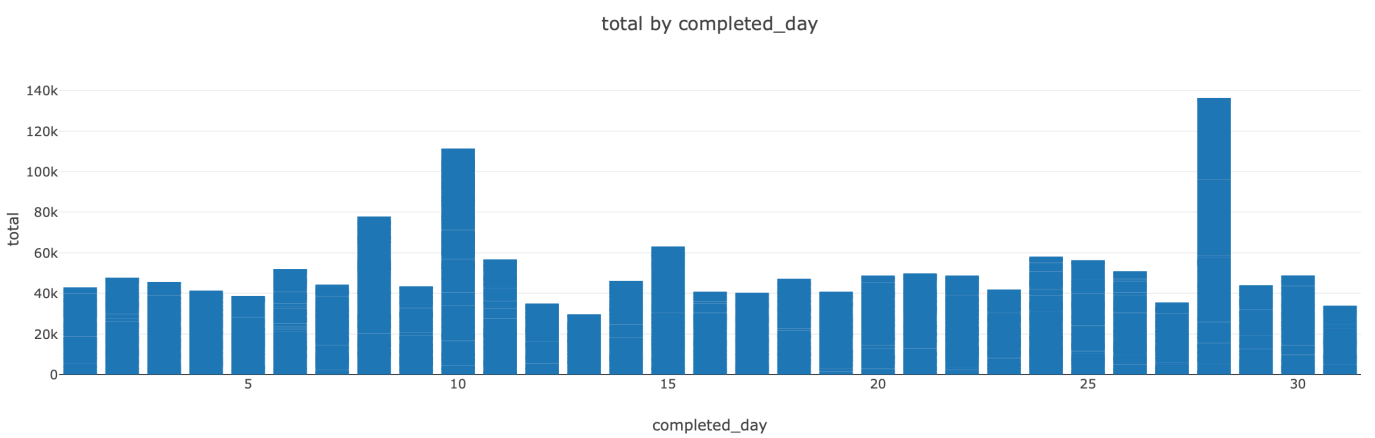 total by completed_day
140k
120k
100k
80k
60k
40k
20k
0
total
5 10 15 20 25 30
completed_day